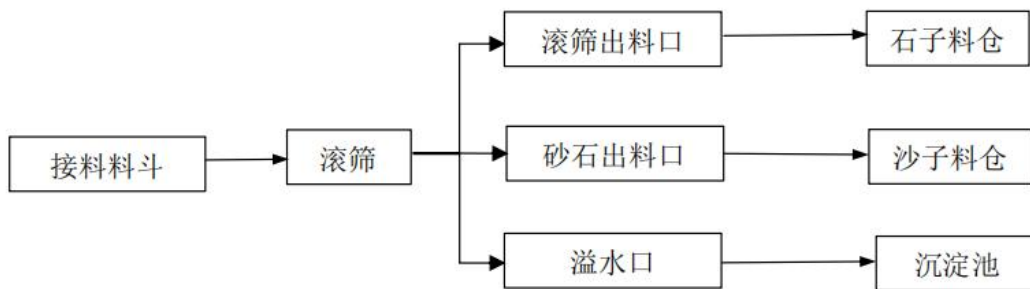 滚筛出料口
石子料仓
接料料斗
滚筛
砂石出料口
沙子料仓
溢水口
沉淀池